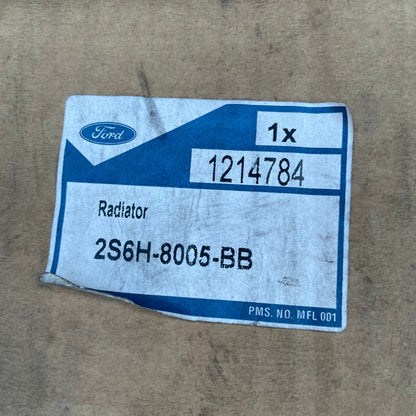 Ford
1x
1214784
Radiator
2S6H-8005-BB
PMS. NO. MFL 001